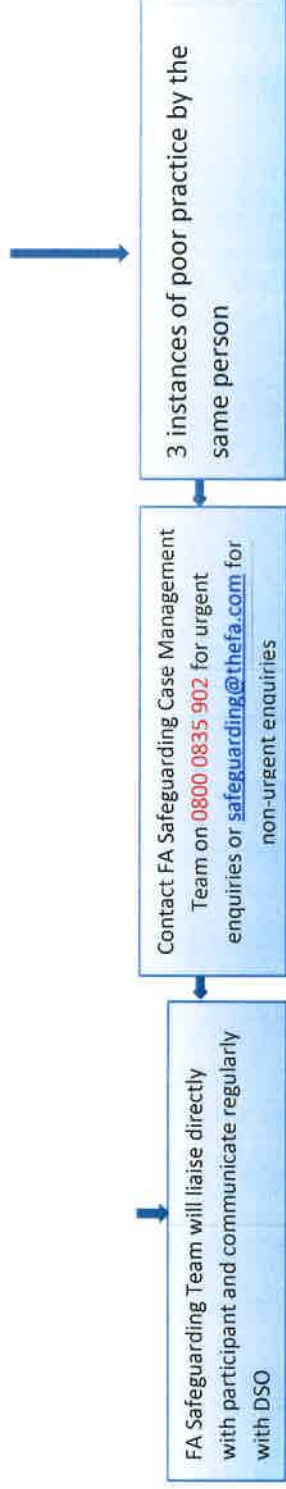 3 instances of poor practice by the
same person
Contact FA Safeguarding Case Management
Team on 0800 0835 902 for urgent
enquiries or safeguarding@thefa.com for
non-urgent enquiries
FA Safeguarding Team will liaise directly
with participant and communicate regularly
with DSO